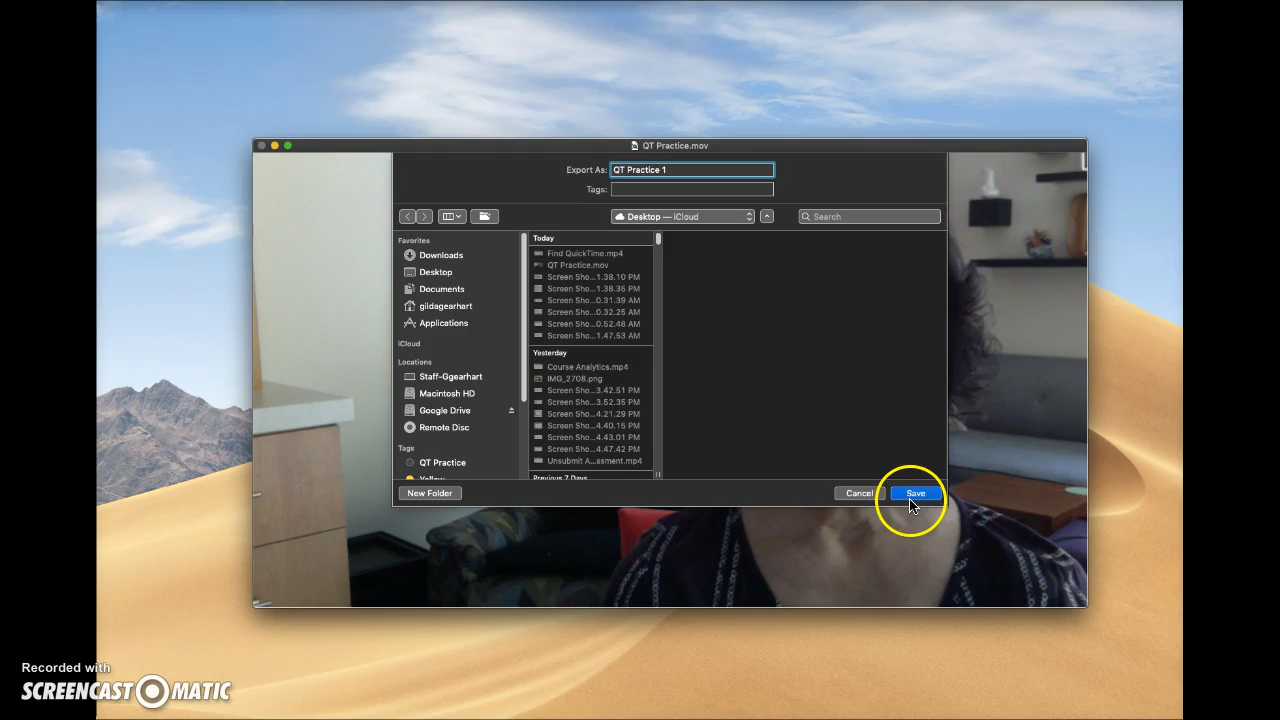 QT Practice.mov
Export As: QT Practice 1
Tags:
Desktop — iCloud
Search
Favorites
Downloads
Desktop
Documents
gildagearhart
Applications
iCloud
Locations
Staff-Ggearhart
Macintosh HD
Google Drive
Remote Disc
Tags
QT Practice
Yellow
Today
Find QuickTime.mp4
QT Practice.mov
Screen Sho...1.38.10 PM
Screen Sho...1.38.35 PM
Screen Sho...0.31.39 AM
Screen Sho...0.32.25 AM
Screen Sho...0.52.48 AM
Screen Sho...1.47.53 AM
Yesterday
Course Analytics.mp4
IMG_2708.png
Screen Sho...3.42.51 PM
Screen Sho...3.52.35 PM
Screen Sho...4.21.29 PM
Screen Sho...4.40.15 PM
Screen Sho...4.43.01 PM
Screen Sho...4.47.42 PM
Unsubmit A...ssment.mp4
Previous 7 Days
New Folder
Cancel
Save
Recorded with
SCREENCAST-O-MATIC